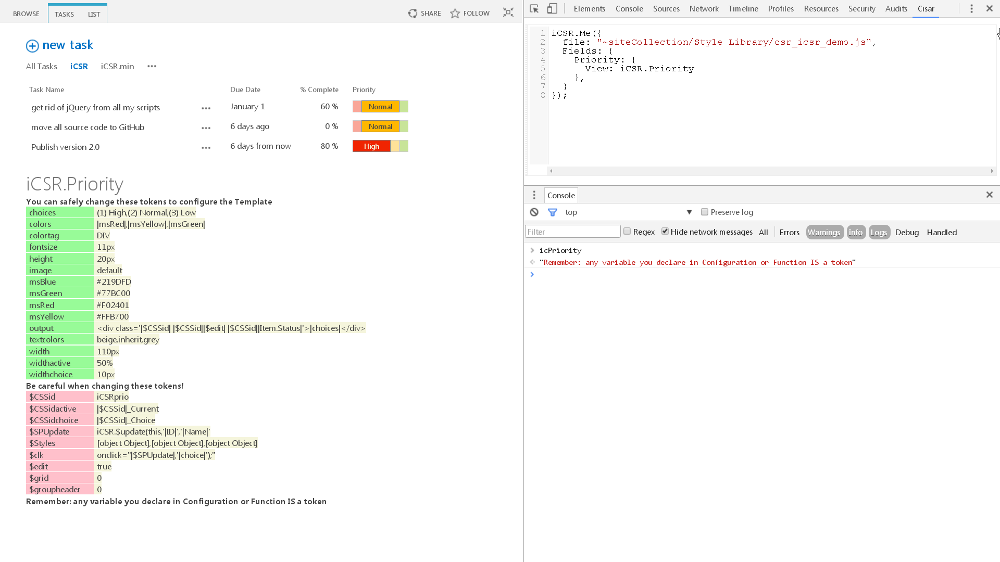 BROWSE TASKS LIST SHARE FOLLOW
new task
All Tasks iCSR iCSR.min •••
Task Name Due Date % Complete Priority
get rid of jQuery from all my scripts ••• January 1 60 % Normal
move all source code to GitHub ••• 6 days ago 0 % Normal
Publish version 2.0 ••• 6 days from now 80 % High
iCSR.Priority
You can safely change these tokens to configure the Template
choices (1) High,(2) Normal,(3) Low
colors |msRed|,|msYellow|,|msGreen|
colortag DIV
fontsize 11px
height 20px
image default
msBlue #219DFD
msGreen #77BC00
msRed #F02401
msYellow #FFB700
output <div class='|$CSSid| |$CSSid||$edit| |$CSSid||Item.Status|'>|choices|</div>
textcolors beige,inherit,grey
width 110px
widthactive 50%
widthchoice 10px
Be careful when changing these tokens!
$CSSid iCSRprio
$CSSidactive |$CSSid|_Current
$CSSidchoice |$CSSid|_Choice
$SPUpdate iCSR.$update(this,'|ID|','|Name|'
$Styles [object Object],[object Object],[object Object]
$clk onclick="|$SPUpdate|,'|choice|');"
$edit true
$grid 0
$groupheader 0
Remember: any variable you declare in Configuration or Function IS a token
Elements Console Sources Network Timeline Profiles Resources Security Audits Cisar
1 iCSR.Me({
2 file: "~siteCollection/Style Library/csr_icsr_demo.js",
3 Fields: {
4 Priority: {
5 View: iCSR.Priority
6 },
7 }
8 });
Console
top ▼ Preserve log
Filter Regex Hide network messages All Errors Warnings Info Logs Debug Handled
icPriority
"Remember: any variable you declare in Configuration or Function IS a token"